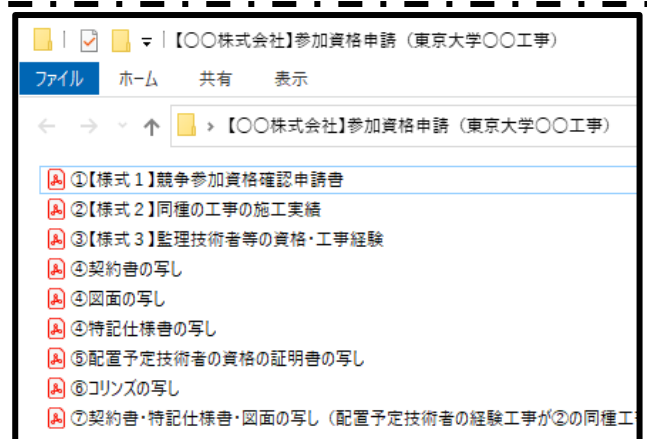 【〇〇株式会社】参加資格申請（東京大学〇〇工事）
ファイル ホーム 共有 表示
【〇〇株式会社】参加資格申請（東京大学〇〇工事）
①【様式１】競争参加資格確認申請書
②【様式２】同種の工事の施工実績
③【様式３】監理技術者等の資格・工事経験
④契約書の写し
④図面の写し
④特記仕様書の写し
⑤配置予定技術者の資格の証明書の写し
⑥コリンズの写し
⑦契約書・特記仕様書・図面の写し（配置予定技術者の経験工事が②の同種工